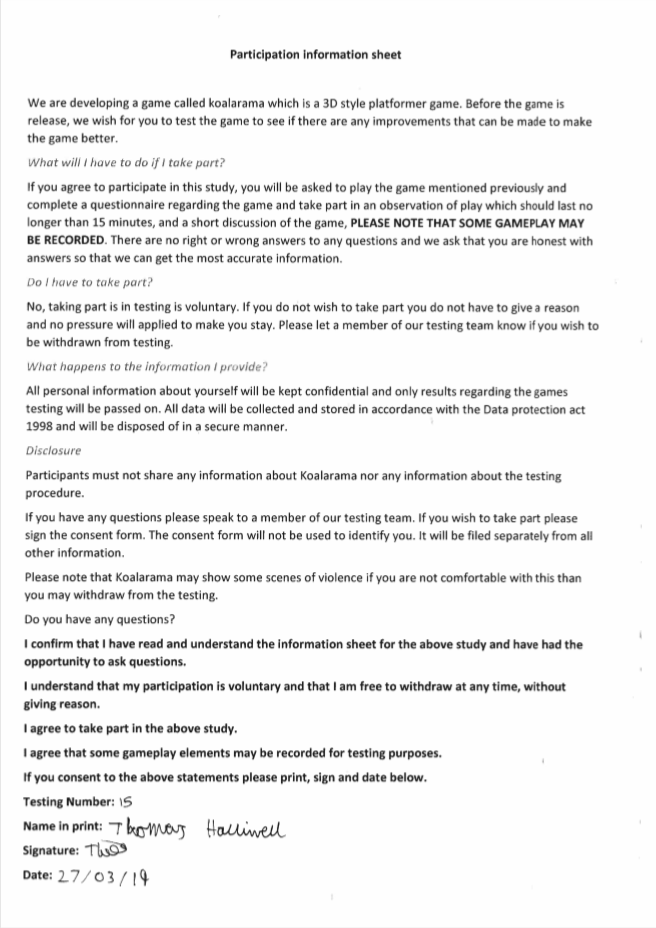 Participation information sheet
We are developing a game called koalarama which is a 3D style platformer game. Before the game is
release, we wish for you to test the game to see if there are any improvements that can be made to make
the game better.
What will I have to do if I take part?
If you agree to participate in this study, you will be asked to play the game mentioned previously and
complete a questionnaire regarding the game and take part in an observation of play which should last no
longer than 15 minutes, and a short discussion of the game, PLEASE NOTE THAT SOME GAMEPLAY MAY
BE RECORDED. There are no right or wrong answers to any questions and we ask that you are honest with
answers so that we can get the most accurate information.
Do I have to take part?
No, taking part is in testing is voluntary. If you do not wish to take part you do not have to give a reason
and no pressure will applied to make you stay. Please let a member of our testing team know if you wish to
be withdrawn from testing.
What happens to the information I provide?
All personal information about yourself will be kept confidential and only results regarding the games
testing will be passed on. All data will be collected and stored in accordance with the Data protection act
1998 and will be disposed of in a secure manner.
Disclosure
Participants must not share any information about Koalarama nor any information about the testing
procedure.
If you have any questions please speak to a member of our testing team. If you wish to take part please
sign the consent form. The consent form will not be used to identify you. It will be filed separately from all
other information.
Please note that Koalarama may show some scenes of violence if you are not comfortable with this than
you may withdraw from the testing.
Do you have any questions?
I confirm that I have read and understand the information sheet for the above study and have had the
opportunity to ask questions.
I understand that my participation is voluntary and that I am free to withdraw at any time, without
giving reason.
I agree to take part in the above study.
I agree that some gameplay elements may be recorded for testing purposes.
If you consent to the above statements please print, sign and date below.
Testing Number: 15
Name in print: Thomas Halliwell
Signature:
Date: 27/03/19